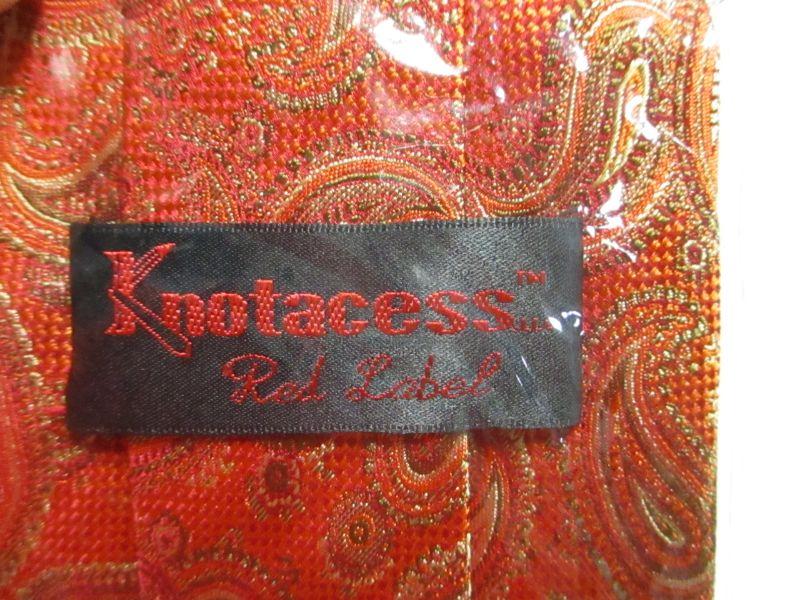 Knotacess™
Red Label